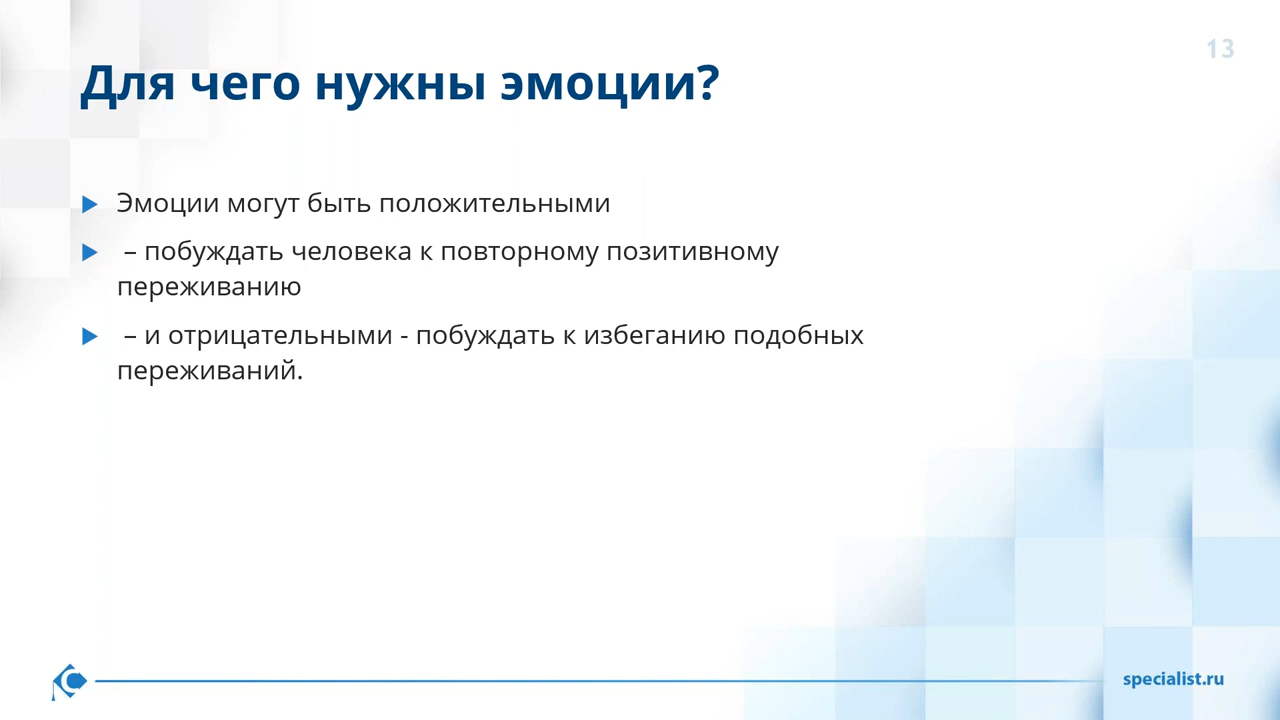 13
Для чего нужны эмоции?
Эмоции могут быть положительными
– побуждать человека к повторному позитивному
переживанию
– и отрицательными - побуждать к избеганию подобных
переживаний.
specialist.ru